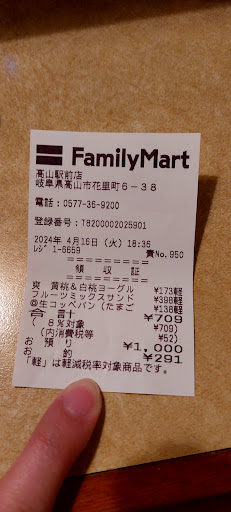 FamilyMart
高山駅前店
岐阜県高山市花里町6-38
電話:0577-36-9200
登録番号:T8200002025901
2024年 4月16日(火) 18:36
レジ 1-6659 責No.950
領 収 証
爽 黄桃&白桃ヨーグル ¥173軽
フルーツミックスサンド ¥398軽
@生コッペパン(たまご ¥138軽
合 計 ¥709
( 8%対象 ¥709)
(内消費税等 ¥52)
お 預 り ¥1,000
お 釣 ¥291
「軽」は軽減税率対象商品です。